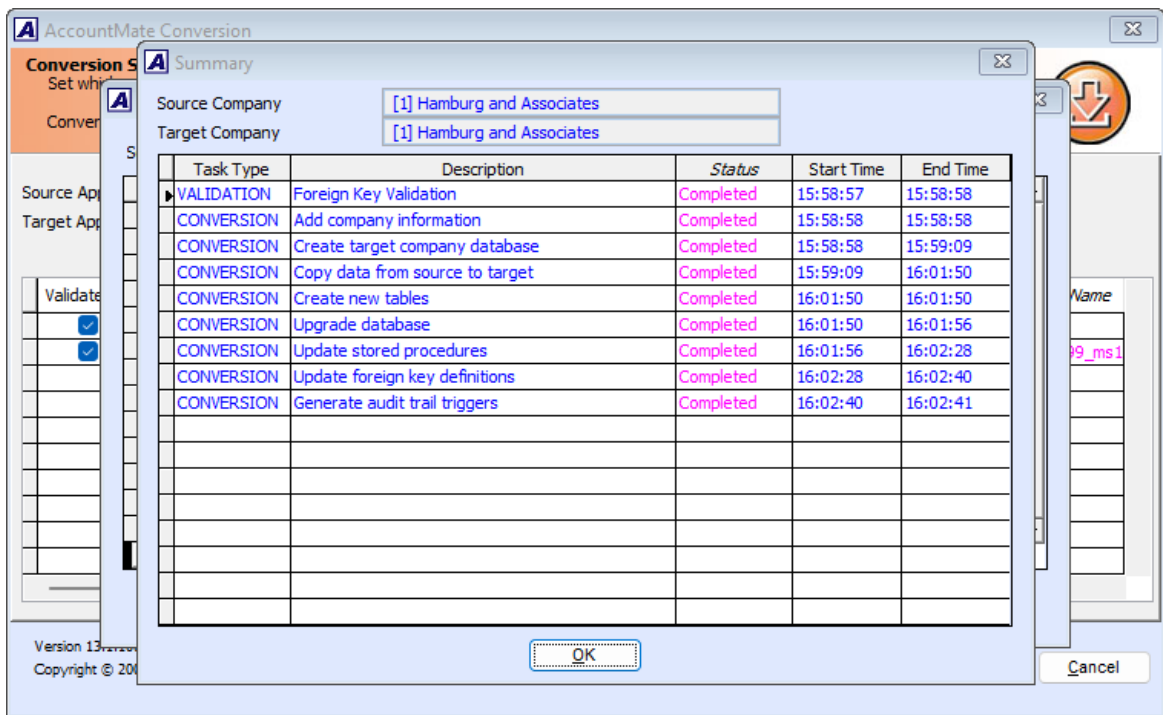 AccountMate Conversion
Conversion S
Set whi
Conver
Summary
Source Company [1] Hamburg and Associates
Target Company [1] Hamburg and Associates
S
Source App
Target App
Task Type Description Status Start Time End Time
VALIDATION Foreign Key Validation Completed 15:58:57 15:58:58
CONVERSION Add company information Completed 15:58:58 15:58:58
CONVERSION Create target company database Completed 15:58:58 15:59:09
CONVERSION Copy data from source to target Completed 15:59:09 16:01:50
Validate Name
CONVERSION Create new tables Completed 16:01:50 16:01:50
CONVERSION Upgrade database Completed 16:01:50 16:01:56
CONVERSION Update stored procedures Completed 16:01:56 16:02:28
99_ms1
CONVERSION Update foreign key definitions Completed 16:02:28 16:02:40
CONVERSION Generate audit trail triggers Completed 16:02:40 16:02:41
OK
Version 13
Copyright © 200
Cancel